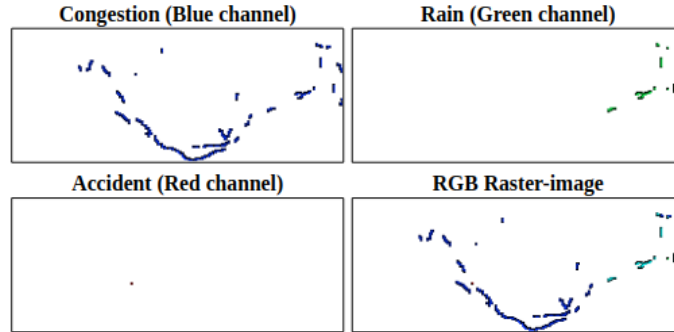 Congestion (Blue channel)
Rain (Green channel)
Accident (Red channel)
RGB Raster-image